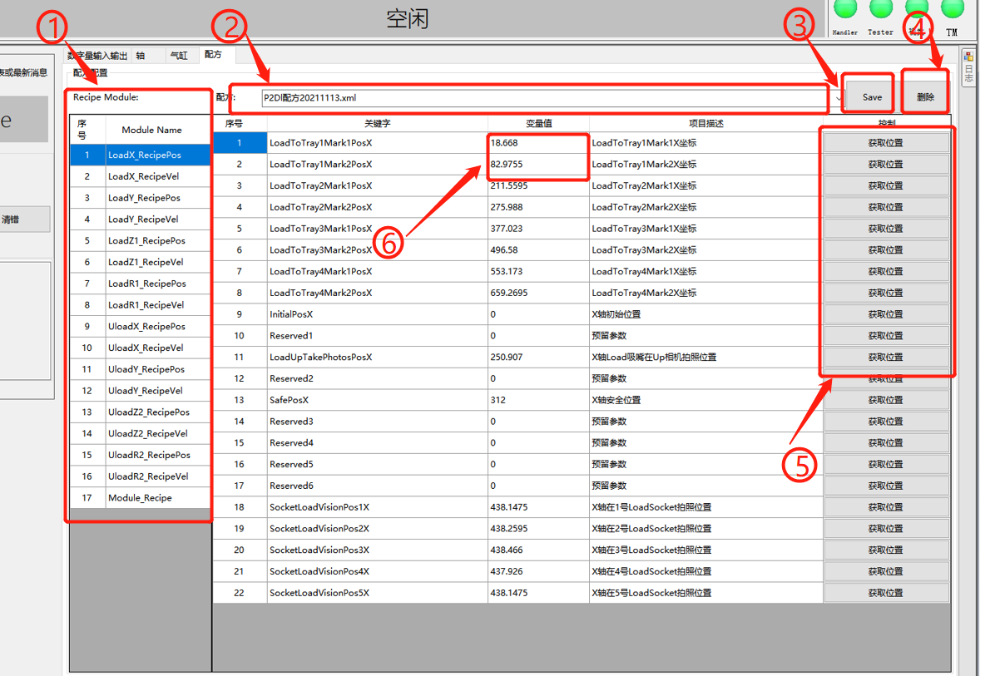 空闲
① ② ③ ④
Handler Tester TM
数字量输入输出 轴 气缸 配方
表或最新消息
配方配置
日志
e
清错
Recipe Module:
配方: P2DI配方20211113.xml Save 删除
序号 Module Name
1 LoadX_RecipePos
2 LoadX_RecipeVel
3 LoadY_RecipePos
4 LoadY_RecipeVel
5 LoadZ1_RecipePos
6 LoadZ1_RecipeVel
7 LoadR1_RecipePos
8 LoadR1_RecipeVel
9 UloadX_RecipePos
10 UloadX_RecipeVel
11 UloadY_RecipePos
12 UloadY_RecipeVel
13 UloadZ2_RecipePos
14 UloadZ2_RecipeVel
15 UloadR2_RecipePos
16 UloadR2_RecipeVel
17 Module_Recipe
序号 关键字 变量值 项目描述 控制
1 LoadToTray1Mark1PosX 18.668 LoadToTray1Mark1X坐标 获取位置
2 LoadToTray1Mark2PosX 82.9755 LoadToTray1Mark2X坐标 获取位置
3 LoadToTray2Mark1PosX 211.5595 LoadToTray2Mark1X坐标 获取位置
4 LoadToTray2Mark2PosX 275.988 LoadToTray2Mark2X坐标 获取位置
5 LoadToTray3Mark1PosX 377.023 LoadToTray3Mark1X坐标 获取位置
6 LoadToTray3Mark2PosX 496.58 LoadToTray3Mark2X坐标 获取位置
7 LoadToTray4Mark1PosX 553.173 LoadToTray4Mark1X坐标 获取位置
8 LoadToTray4Mark2PosX 659.2695 LoadToTray4Mark2X坐标 获取位置
9 InitialPosX 0 X轴初始位置 获取位置
10 Reserved1 0 预留参数 获取位置
11 LoadUpTakePhotosPosX 250.907 X轴Load吸嘴在Up相机拍照位置 获取位置
12 Reserved2 0 预留参数 获取位置
13 SafePosX 312 X轴安全位置 获取位置
14 Reserved3 0 预留参数 获取位置
15 Reserved4 0 预留参数 获取位置
16 Reserved5 0 预留参数 获取位置
17 Reserved6 0 预留参数 获取位置
18 SocketLoadVisionPos1X 438.1475 X轴在1号LoadSocket拍照位置 获取位置
19 SocketLoadVisionPos2X 438.2595 X轴在2号LoadSocket拍照位置 获取位置
20 SocketLoadVisionPos3X 438.466 X轴在3号LoadSocket拍照位置 获取位置
21 SocketLoadVisionPos4X 437.926 X轴在4号LoadSocket拍照位置 获取位置
22 SocketLoadVisionPos5X 438.1475 X轴在5号LoadSocket拍照位置 获取位置
⑥
⑤